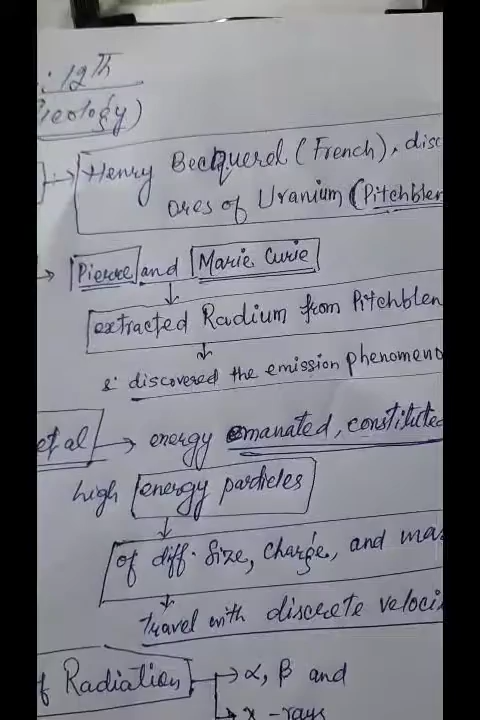 : 12Th
eology)
Henry Becquerel (French), disc
ores of Uranium (Pitchblen
Pierre and Marie Curie
extracted Radium from Pitchblen
& discovered the emission phenomeno
et al → energy emanated, constituted
high energy particles
of diff. Size, Charge, and mas
travel with discrete veloci
f Radiation → α, β and
→ x-rays